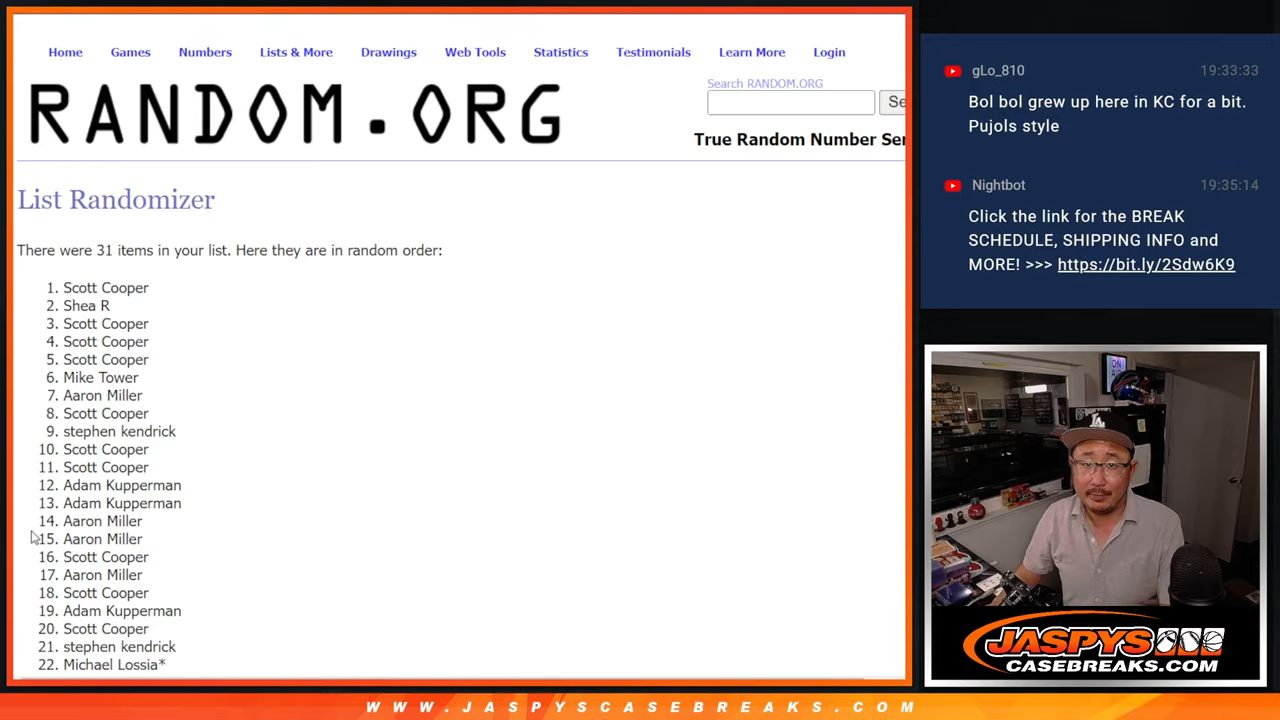 Home Games Numbers Lists & More Drawings Web Tools Statistics Testimonials Learn More Login
RANDOM.ORG
Search RANDOM.ORG
Se
True Random Number Ser
List Randomizer
There were 31 items in your list. Here they are in random order:
1. Scott Cooper
2. Shea R
3. Scott Cooper
4. Scott Cooper
5. Scott Cooper
6. Mike Tower
7. Aaron Miller
8. Scott Cooper
9. stephen kendrick
10. Scott Cooper
11. Scott Cooper
12. Adam Kupperman
13. Adam Kupperman
14. Aaron Miller
15. Aaron Miller
16. Scott Cooper
17. Aaron Miller
18. Scott Cooper
19. Adam Kupperman
20. Scott Cooper
21. stephen kendrick
22. Michael Lossia*
gLo_810 19:33:33
Bol bol grew up here in KC for a bit.
Pujols style
Nightbot 19:35:14
Click the link for the BREAK
SCHEDULE, SHIPPING INFO and
MORE! >>> https://bit.ly/2Sdw6K9
ON
JASPYS
CASEBREAKS.COM
WWW.JASPYSCASEBREAKS.COM